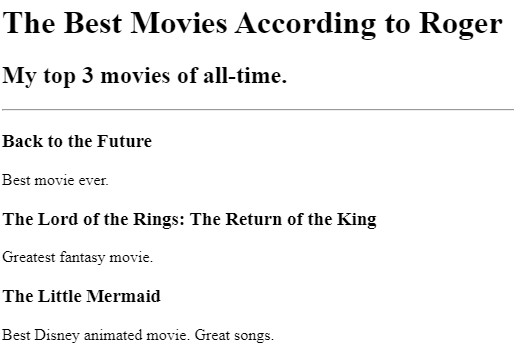 The Best Movies According to Roger
My top 3 movies of all-time.
Back to the Future
Best movie ever.
The Lord of the Rings: The Return of the King
Greatest fantasy movie.
The Little Mermaid
Best Disney animated movie. Great songs.